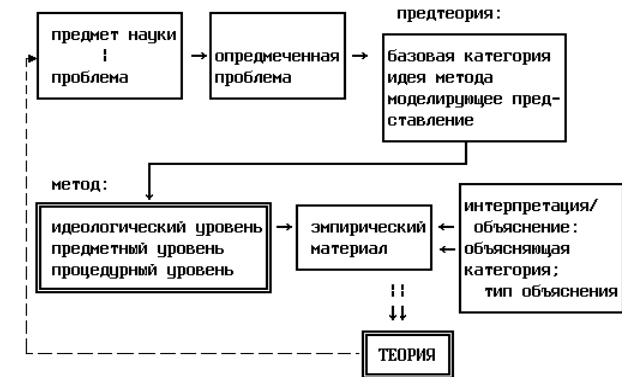 предтеория:
предмет науки
проблема
опредмеченная
проблема
базовая категория
идея метода
моделирующее пред-
ставление
метод:
идеологический уровень
предметный уровень
процедурный уровень
эмпирический
материал
интерпретация/
объяснение:
объясняющая
категория;
тип объяснения
ТЕОРИЯ